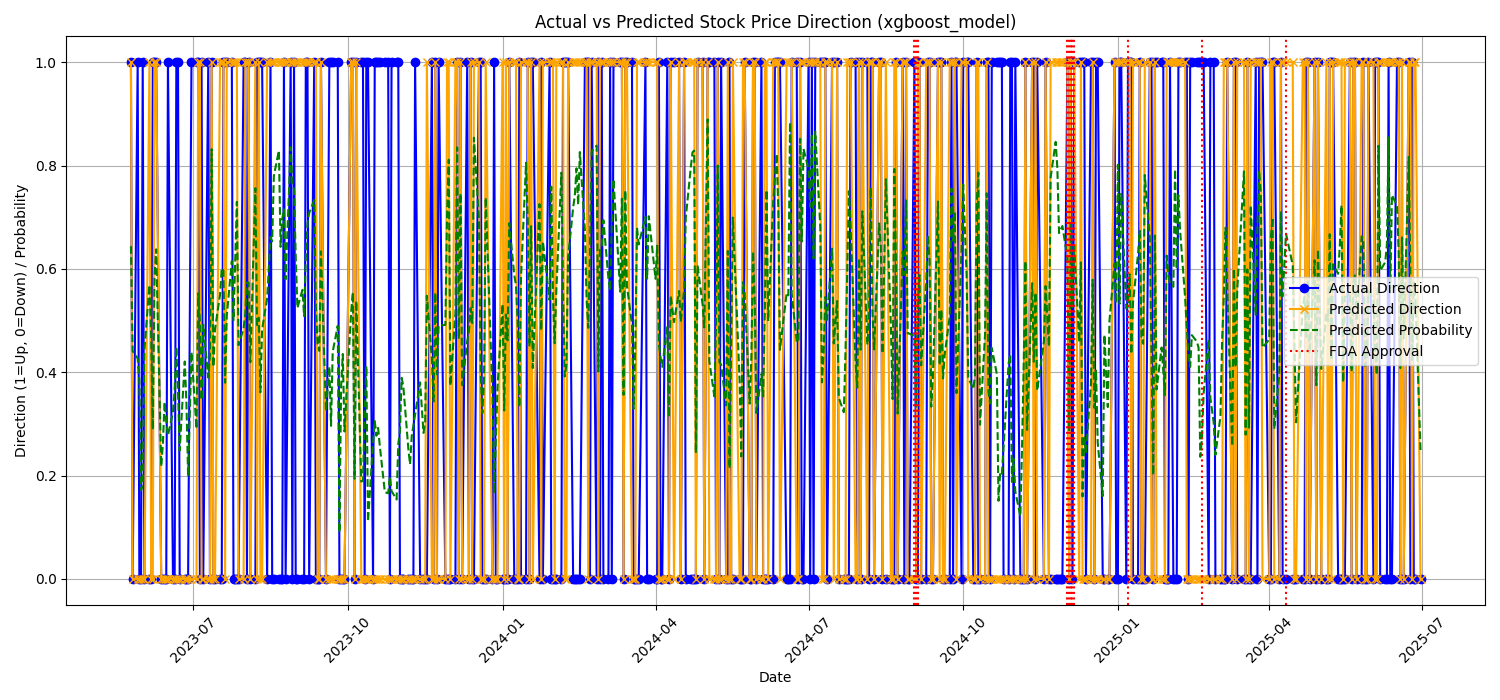 Actual vs Predicted Stock Price Direction (xgboost_model)
Direction (1=Up, 0=Down) / Probability
1.0
0.8
0.6
0.4
0.2
0.0
Actual Direction
Predicted Direction
Predicted Probability
FDA Approval
2023-07
2023-10
2024-01
2024-04
2024-07
2024-10
2025-01
2025-04
2025-07
Date